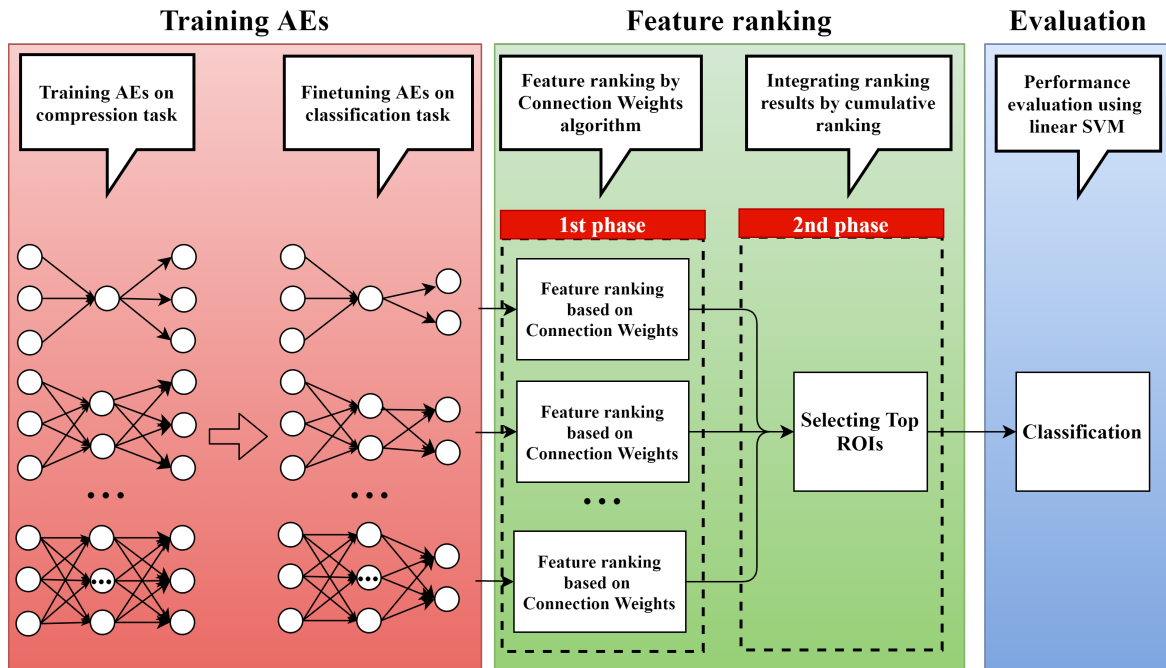 Training AEs
Feature ranking
Evaluation
Training AEs on
compression task
Finetuning AEs on
classification task
Feature ranking by
Connection Weights
algorithm
Integrating ranking
results by cumulative
ranking
Performance
evaluation using
linear SVM
1st phase
2nd phase
Feature ranking
based on
Connection Weights
Feature ranking
based on
Connection Weights
Selecting Top
ROIs
Classification
Feature ranking
based on
Connection Weights